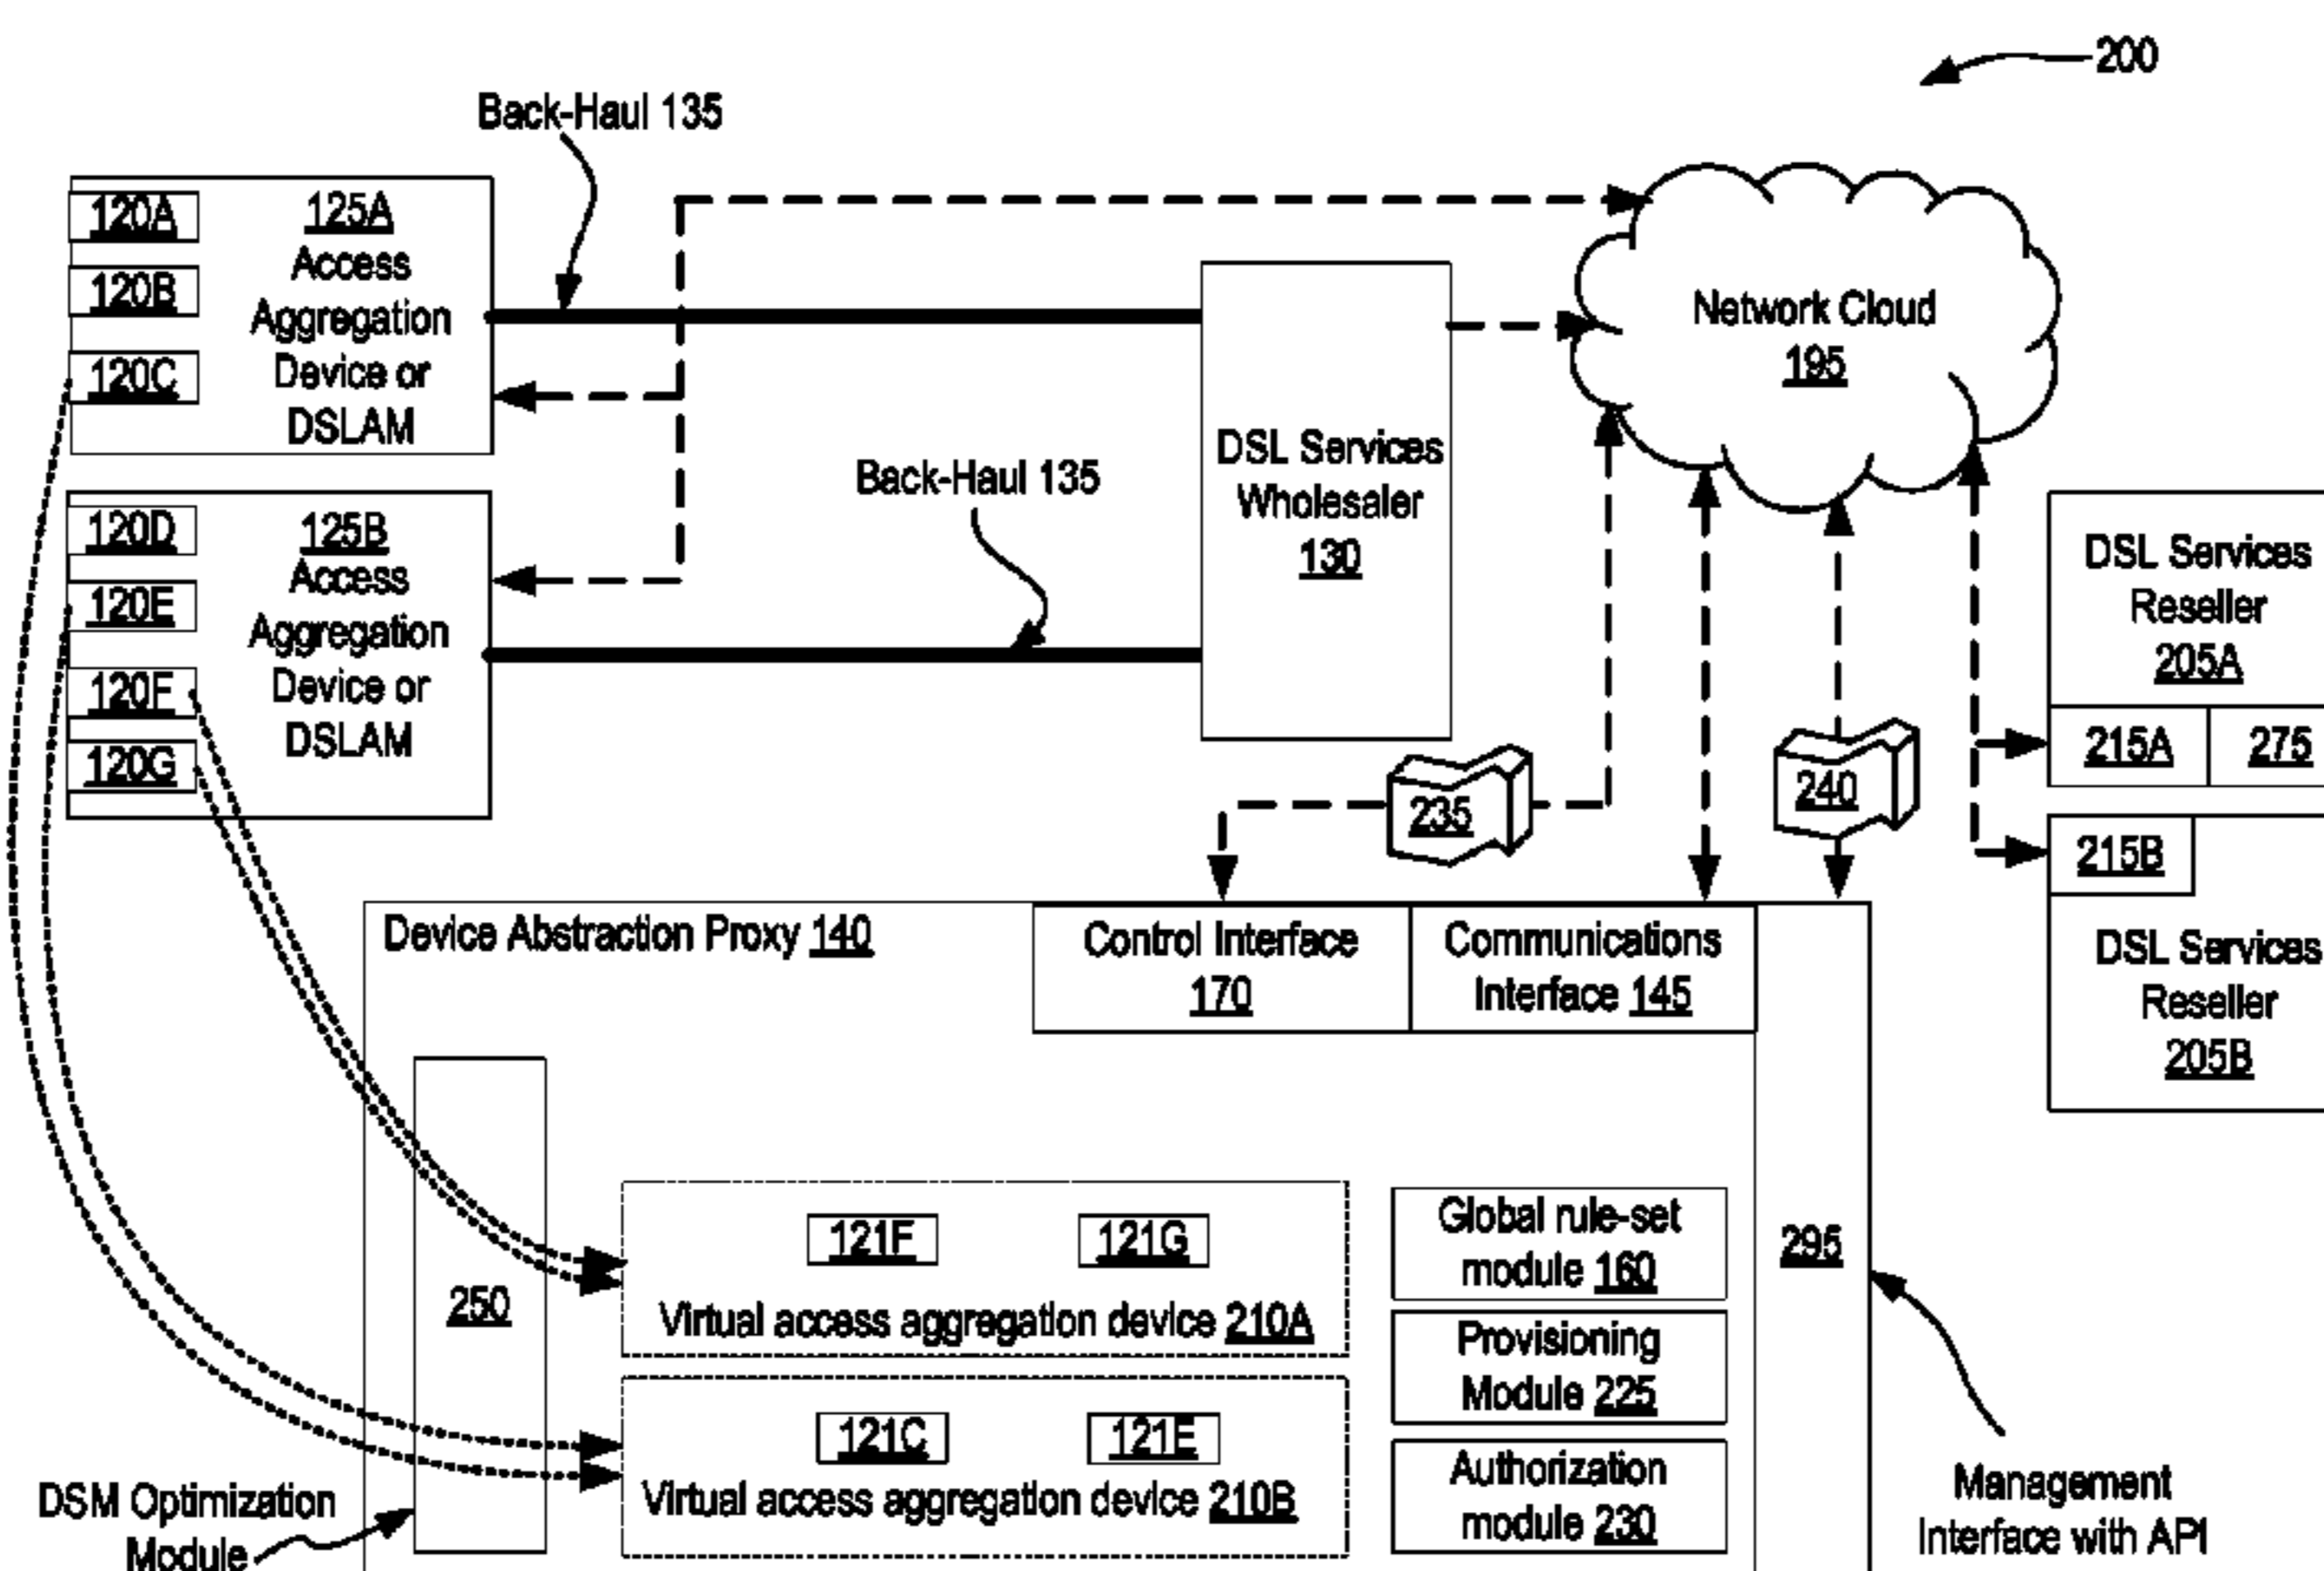 200
Back-Haul 135
120A
120B
120C
125A
Access
Aggregation
Device or
DSLAM
Network Cloud
195
DSL Services
Wholesaler
130
Back-Haul 135
120D
120E
120F
120G
125B
Access
Aggregation
Device or
DSLAM
DSL Services
Reseller
205A
215A
275
215B
DSL Services
Reseller
205B
235
240
Device Abstraction Proxy 140
Control Interface
170
Communications
Interface 145
250
121F
121G
Virtual access aggregation device 210A
121C
121E
Virtual access aggregation device 210B
Global rule-set
module 160
Provisioning
Module 225
Authorization
module 230
295
DSM Optimization
Module
Management
Interface with API